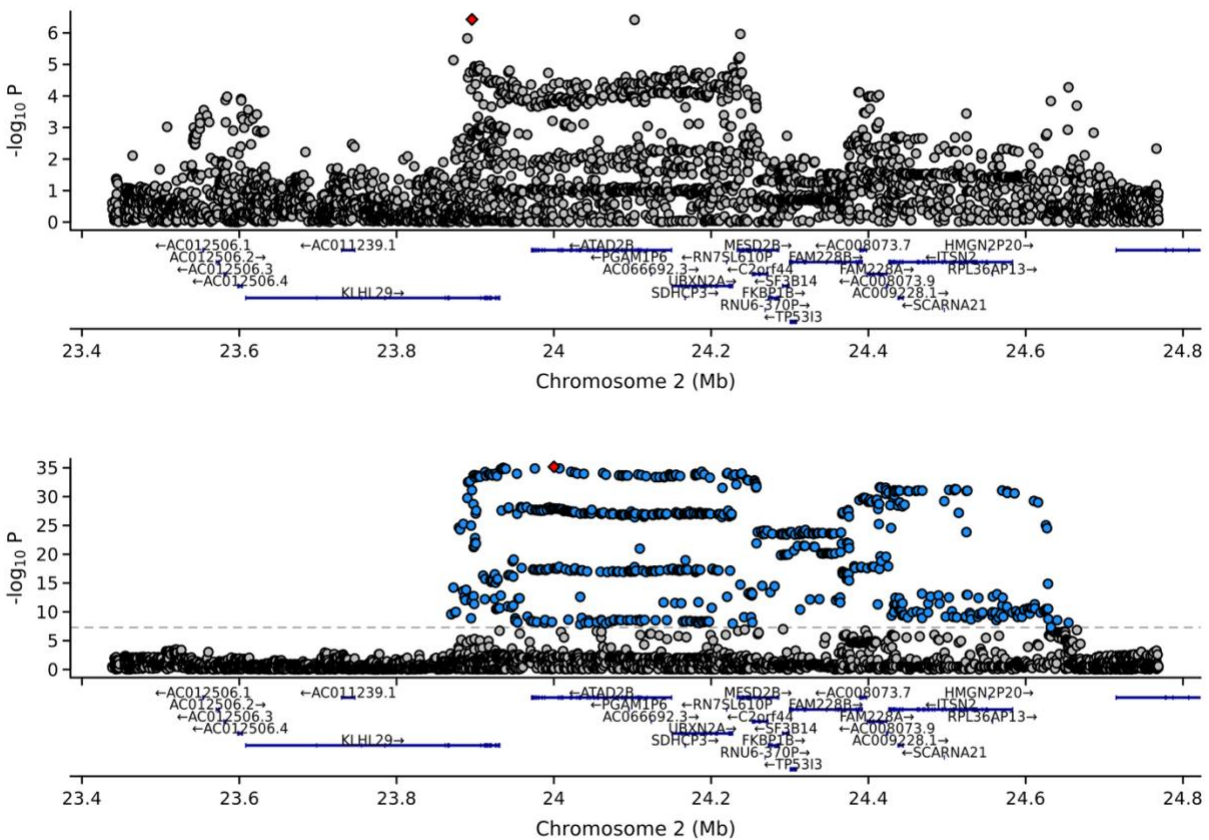 6
5
4
3
2
1
0
-log10 P
←AC012506.1 ←AC011239.1 ←ATAD2B MFSD2B→ ←AC008073.7 HMGN2P20→
AC012506.2→ ←PGAM1P6 ←RN7SL610P FAM228B→ ←ITSN2
←AC012506.3 AC066692.3→ ←C2orf44 FAM228A→ RPL36AP13→
←AC012506.4 UBXN2A→ ←SF3B14 ←AC008073.9
KLHL29→ SDHCP3→ FKBP1B→ AC009228.1→
RNU6-370P→ ←SCARNA21
←TP53I3
23.4 23.6 23.8 24 24.2 24.4 24.6 24.8
Chromosome 2 (Mb)
35
30
25
20
15
10
5
0
-log10 P
←AC012506.1 ←AC011239.1 ←ATAD2B MFSD2B→ ←AC008073.7 HMGN2P20→
AC012506.2→ ←PGAM1P6 ←RN7SL610P FAM228B→ ←ITSN2
←AC012506.3 AC066692.3→ ←C2orf44 FAM228A→ RPL36AP13→
←AC012506.4 UBXN2A→ ←SF3B14 ←AC008073.9
KLHL29→ SDHCP3→ FKBP1B→ AC009228.1→
RNU6-370P→ ←SCARNA21
←TP53I3
23.4 23.6 23.8 24 24.2 24.4 24.6 24.8
Chromosome 2 (Mb)